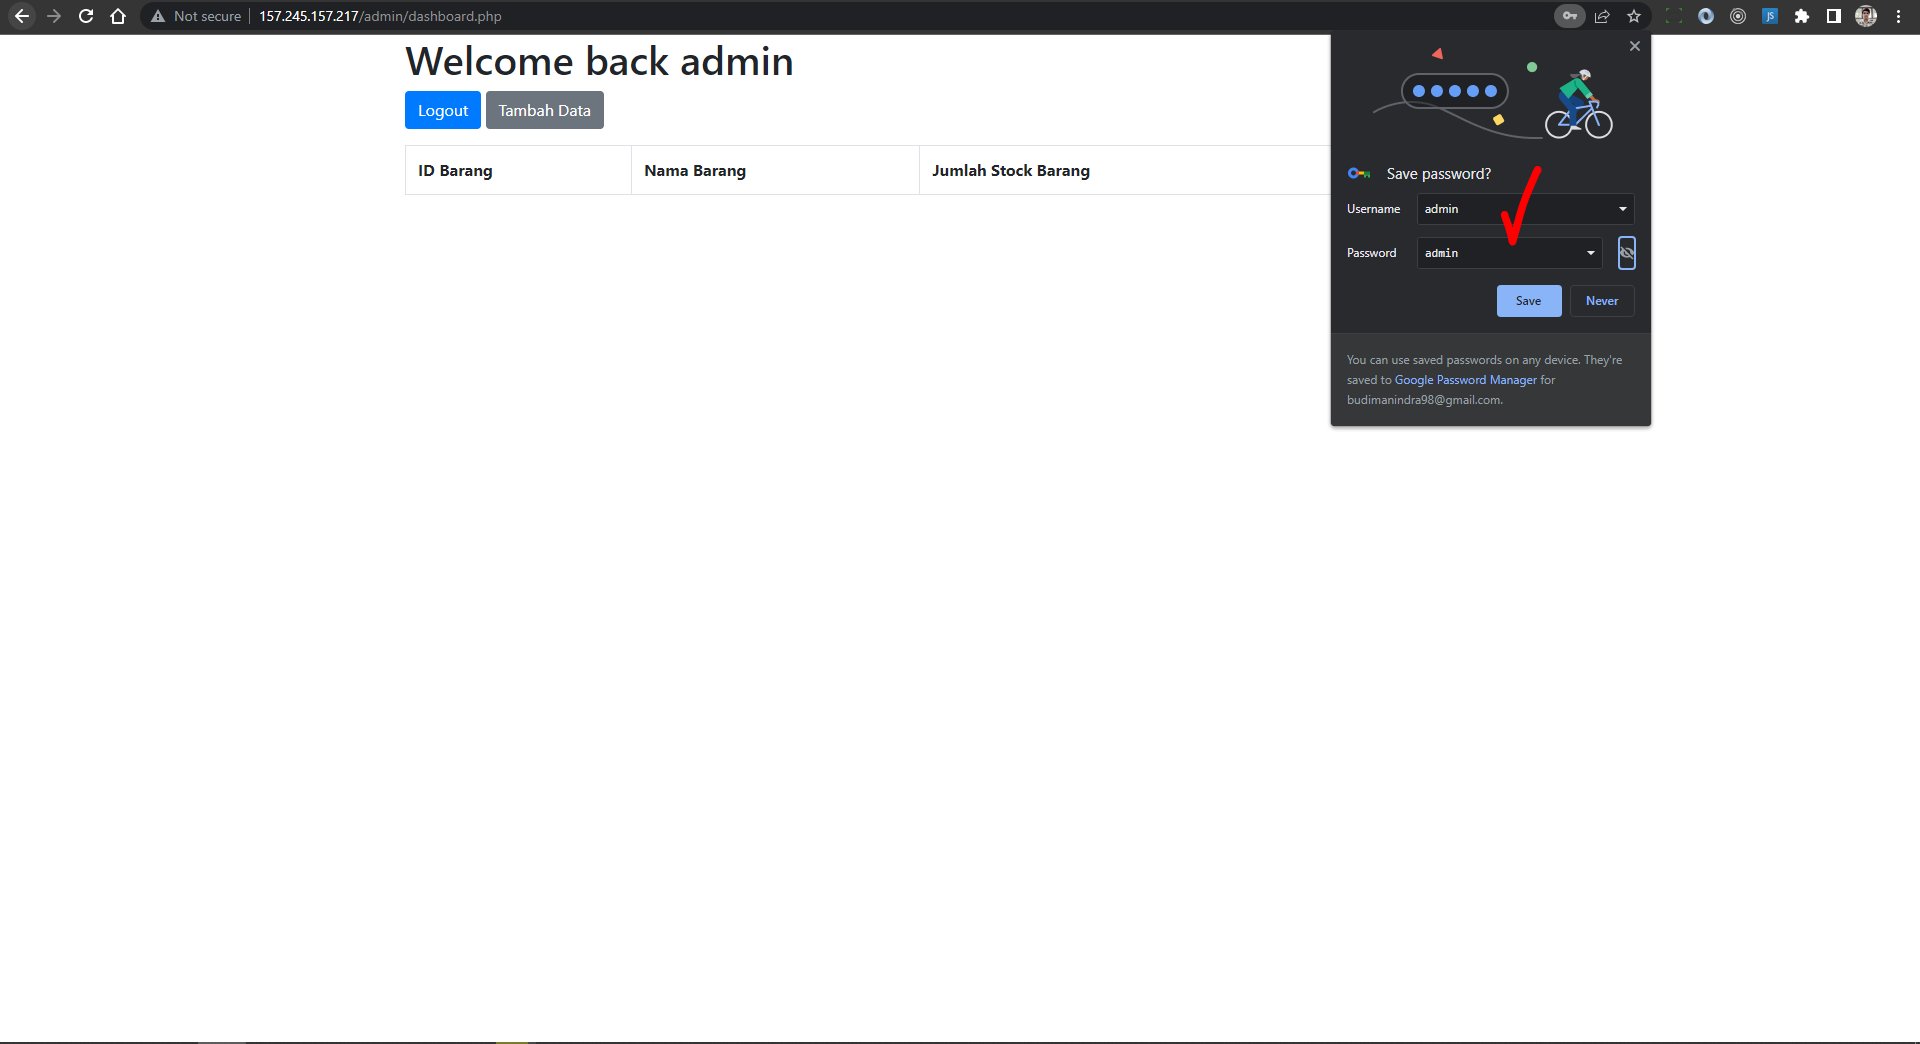 Not secure 157.245.157.217/admin/dashboard.php
JS
Welcome back admin
Logout Tambah Data
ID Barang Nama Barang Jumlah Stock Barang
Save password?
Username admin
Password admin
Save Never
You can use saved passwords on any device. They're
saved to Google Password Manager for
budimanindra98@gmail.com.